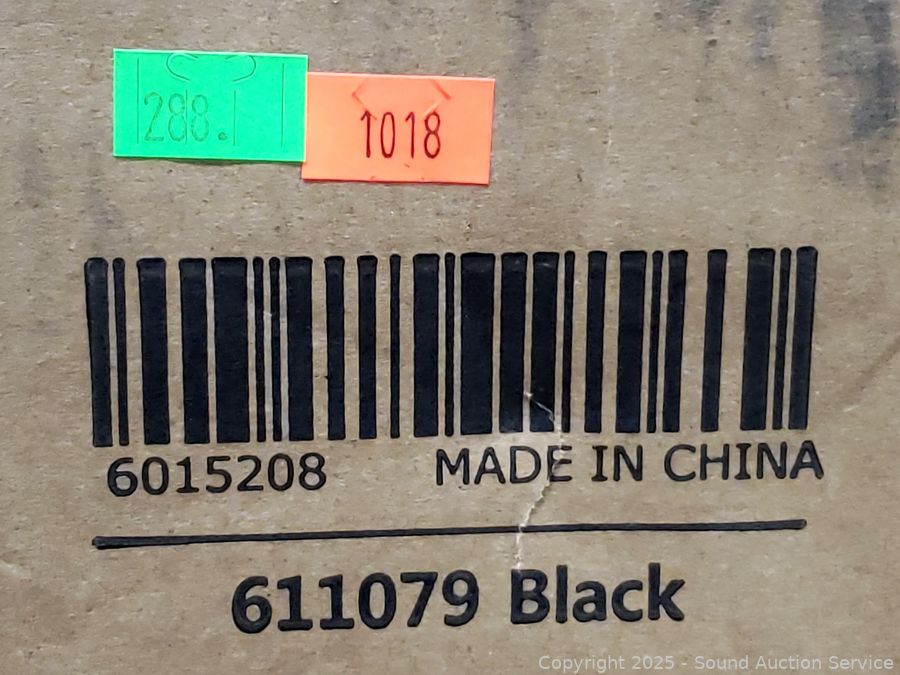 288.
1018
6015208 MADE IN CHINA
611079 Black
Copyright 2025 - Sound Auction Service